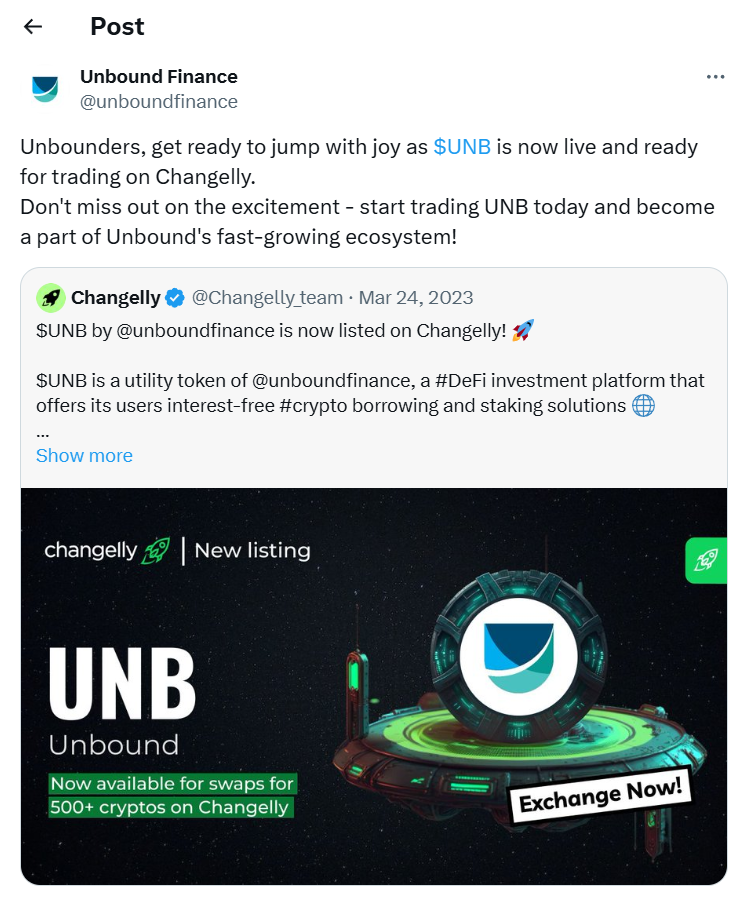 Post
Unbound Finance
@unboundfinance
Unbounders, get ready to jump with joy as $UNB is now live and ready
for trading on Changelly.
Don't miss out on the excitement - start trading UNB today and become
a part of Unbound's fast-growing ecosystem!
Changelly @Changelly_team · Mar 24, 2023
$UNB by @unboundfinance is now listed on Changelly! 🚀
$UNB is a utility token of @unboundfinance, a #DeFi investment platform that
offers its users interest-free #crypto borrowing and staking solutions 🌐
...
Show more
changelly | New listing
UNB
Unbound
Now available for swaps for
500+ cryptos on Changelly
Exchange Now!